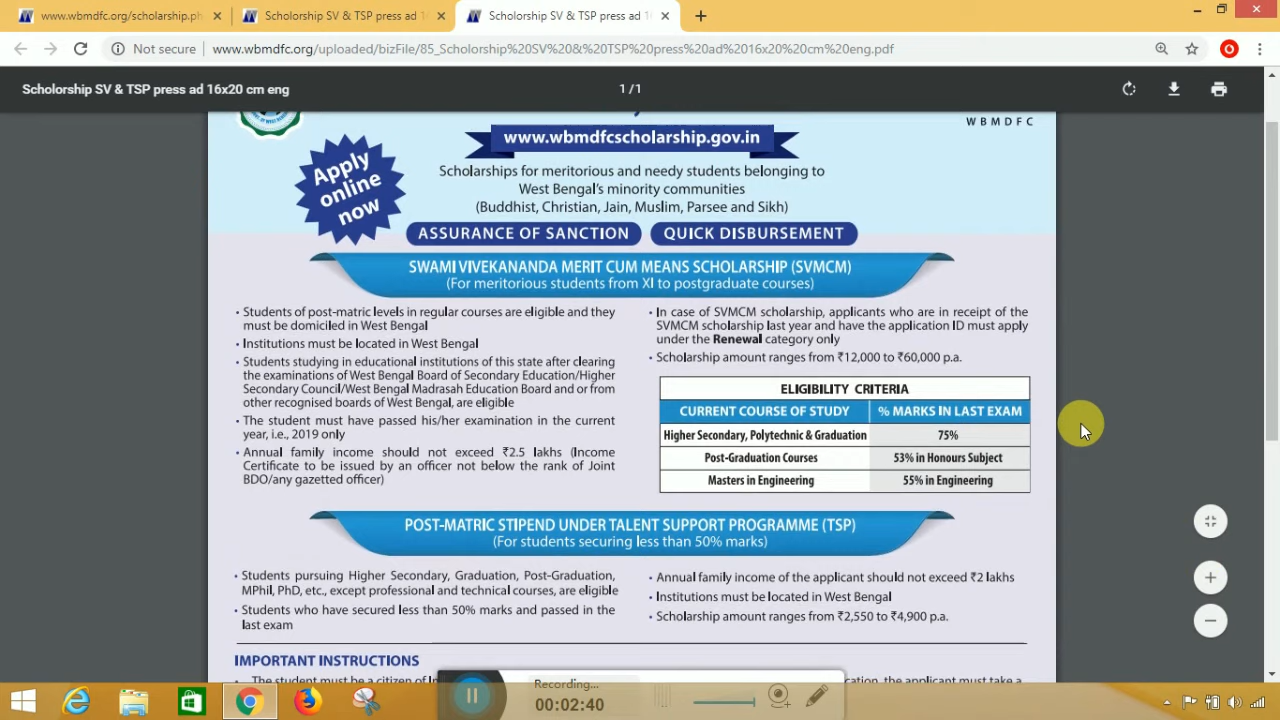 www.wbmdfc.org/scholarship.ph
Scholorship SV & TSP press ad 1
Scholorship SV & TSP press ad 1
Not secure
www.wbmdfc.org/uploaded/bizFile/85_Scholorship%20SV%20&%20TSP%20press%20ad%2016x20%20cm%20eng.pdf
Scholorship SV & TSP press ad 16x20 cm eng
1 / 1
WBMDFC
www.wbmdfcscholarship.gov.in
Apply
online
now
Scholarships for meritorious and needy students belonging to
West Bengal's minority communities
(Buddhist, Christian, Jain, Muslim, Parsee and Sikh)
ASSURANCE OF SANCTION
QUICK DISBURSEMENT
SWAMI VIVEKANANDA MERIT CUM MEANS SCHOLARSHIP (SVMCM)
(For meritorious students from XI to postgraduate courses)
• Students of post-matric levels in regular courses are eligible and they
must be domiciled in West Bengal
• Institutions must be located in West Bengal
• Students studying in educational institutions of this state after clearing
the examinations of West Bengal Board of Secondary Education/Higher
Secondary Council/West Bengal Madrasah Education Board and/or from
other recognised boards of West Bengal, are eligible
• The student must have passed his/her examination in the current
year, i.e., 2019 only
• Annual family income should not exceed ₹2.5 lakhs (Income
Certificate to be issued by an officer not below the rank of Joint
BDO/any gazetted officer)
• In case of SVMCM scholarship, applicants who are in receipt of the
SVMCM scholarship last year and have the application ID must apply
under the Renewal category only
• Scholarship amount ranges from ₹12,000 to ₹60,000 p.a.
ELIGIBILITY CRITERIA
CURRENT COURSE OF STUDY % MARKS IN LAST EXAM
Higher Secondary, Polytechnic & Graduation 75%
Post-Graduation Courses 53% in Honours Subject
Masters in Engineering 55% in Engineering
POST-MATRIC STIPEND UNDER TALENT SUPPORT PROGRAMME (TSP)
(For students securing less than 50% marks)
• Students pursuing Higher Secondary, Graduation, Post-Graduation,
MPhil, PhD, etc., except professional and technical courses, are eligible
• Students who have secured less than 50% marks and passed in the
last exam
• Annual family income of the applicant should not exceed ₹2 lakhs
• Institutions must be located in West Bengal
• Scholarship amount ranges from ₹2,550 to ₹4,900 p.a.
IMPORTANT INSTRUCTIONS
• The student must be a citizen of
the applicant must take a
Recording...
00:02:40